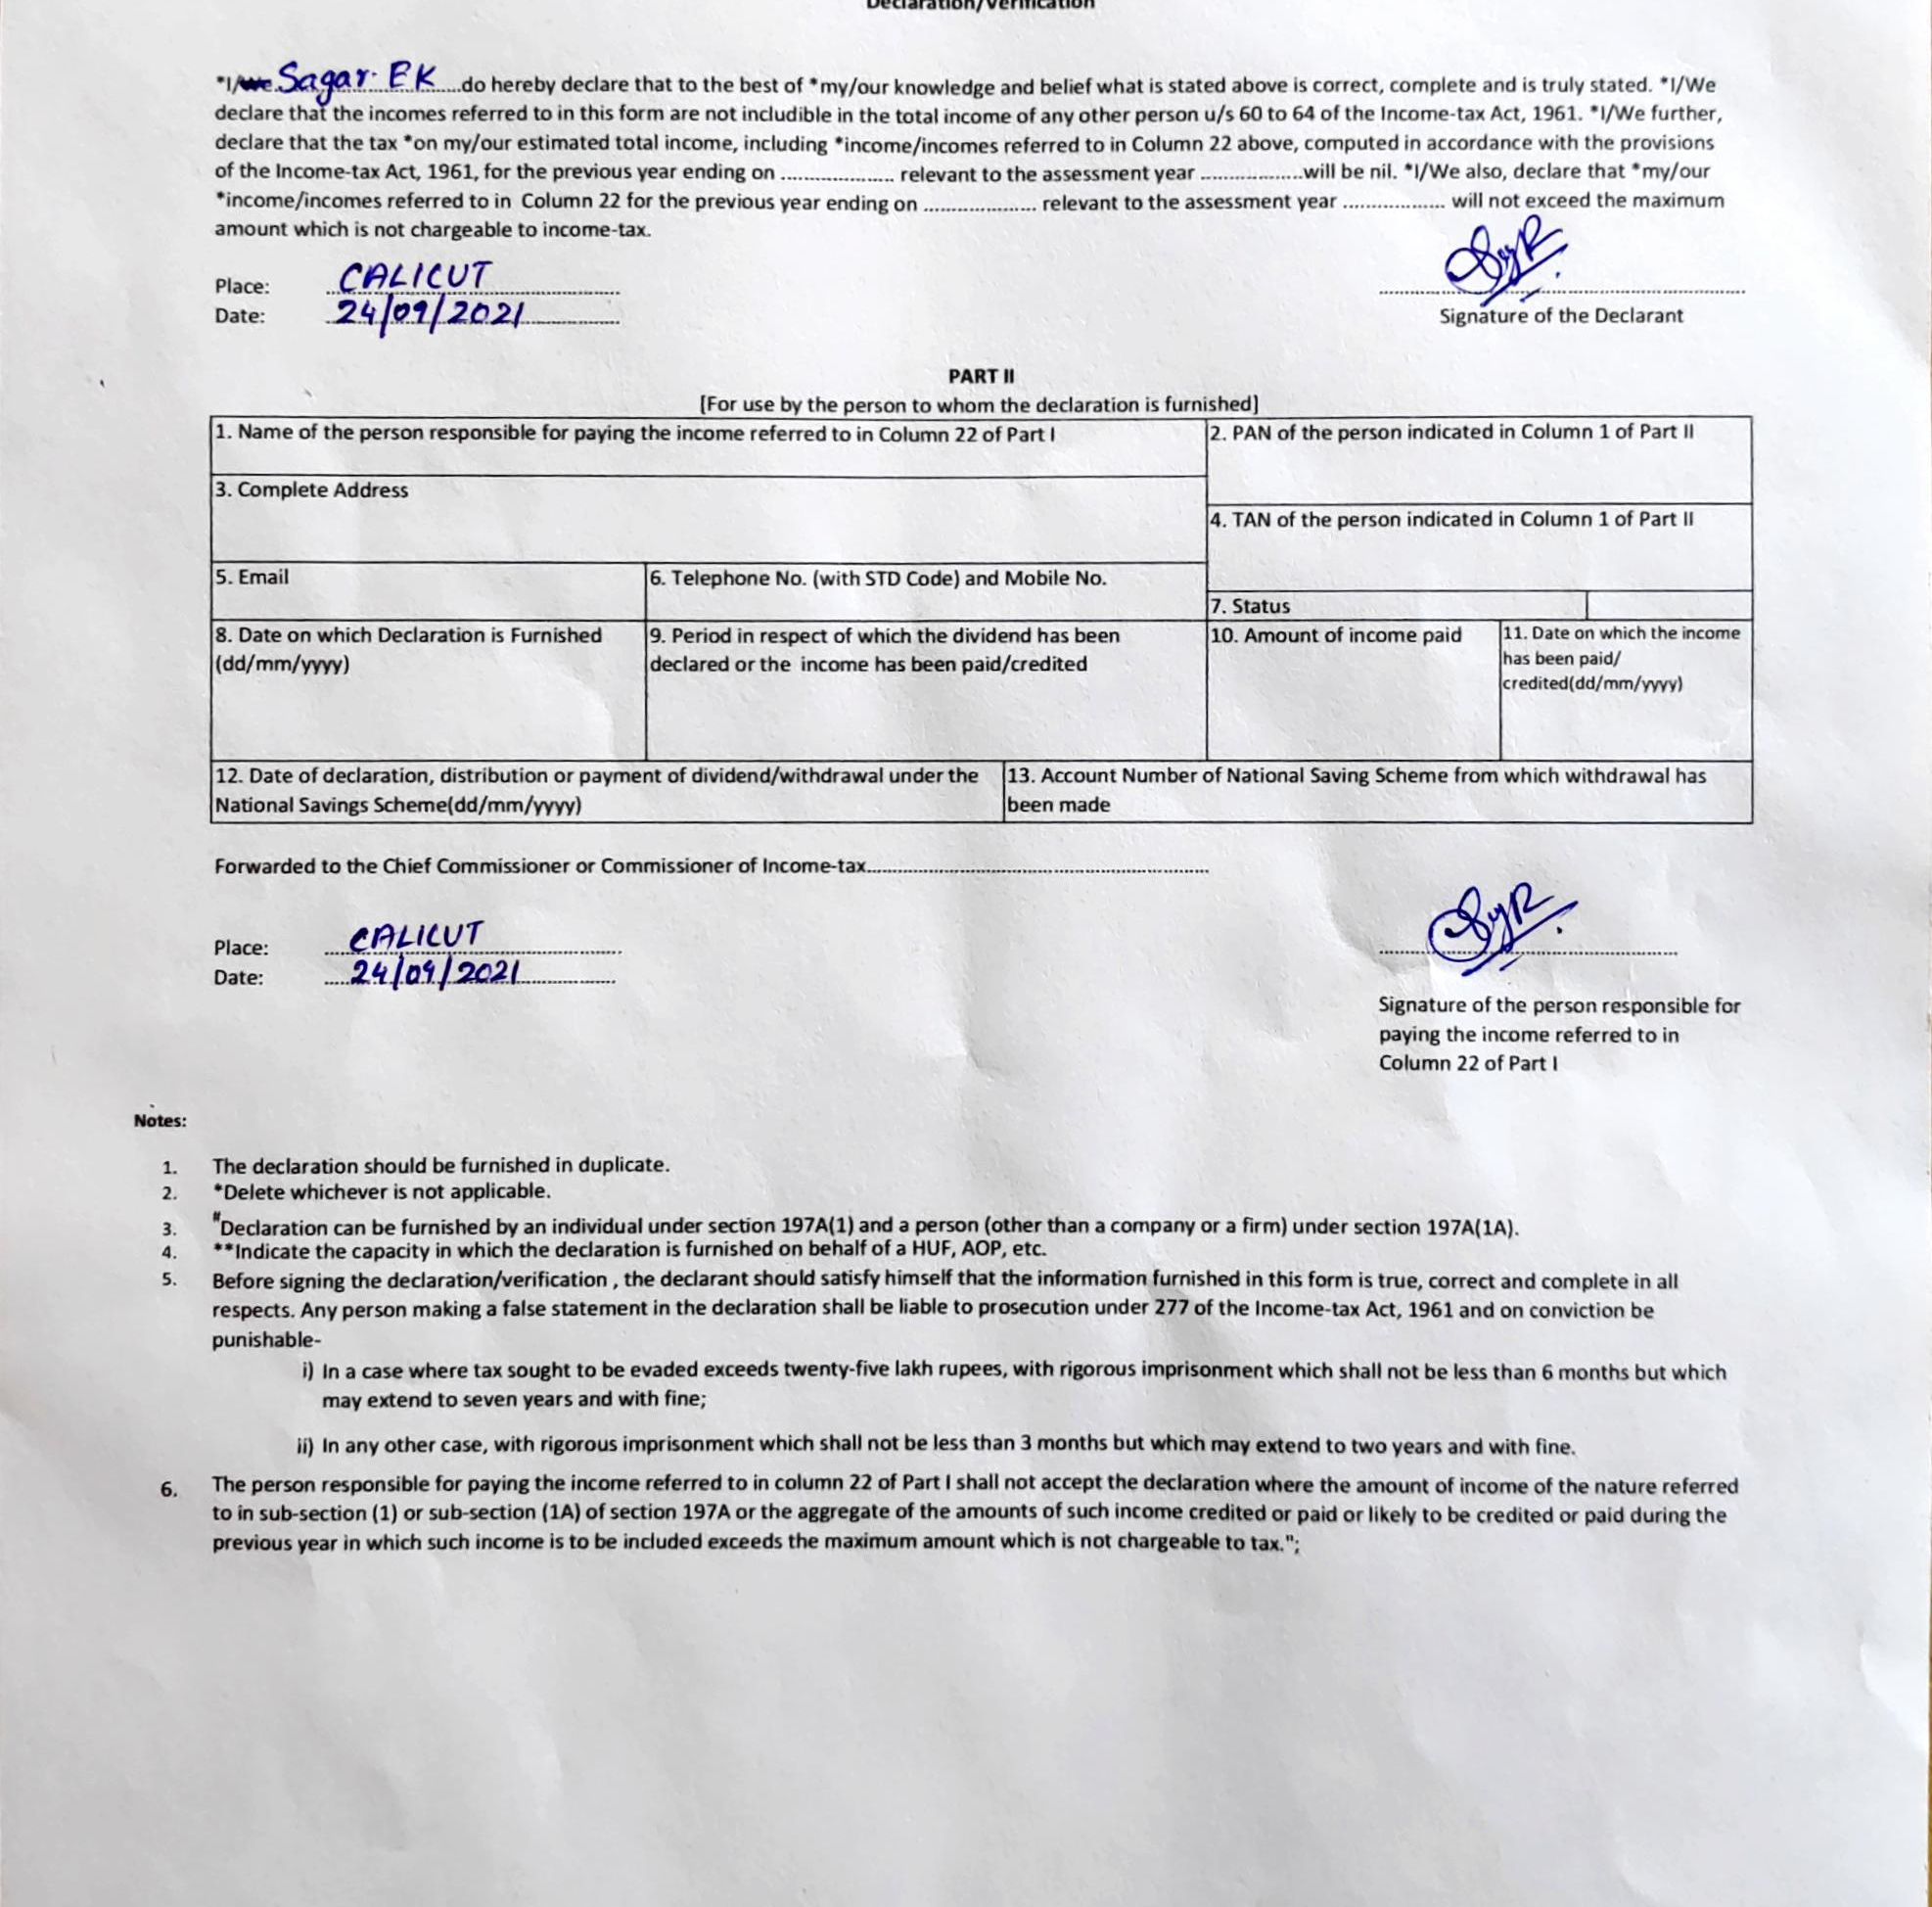 Declaration/Verification
*I/we Sagar EK do hereby declare that to the best of *my/our knowledge and belief what is stated above is correct, complete and is truly stated. *I/We
declare that the incomes referred to in this form are not includible in the total income of any other person u/s 60 to 64 of the Income-tax Act, 1961. *I/We further,
declare that the tax *on my/our estimated total income, including *income/incomes referred to in Column 22 above, computed in accordance with the provisions
of the Income-tax Act, 1961, for the previous year ending on .................... relevant to the assessment year ..................will be nil. *I/We also, declare that *my/our
*income/incomes referred to in Column 22 for the previous year ending on .................... relevant to the assessment year .................. will not exceed the maximum
amount which is not chargeable to income-tax.
Place: CALICUT
Date: 24/09/2021
Signature of the Declarant
PART II
[For use by the person to whom the declaration is furnished]
1. Name of the person responsible for paying the income referred to in Column 22 of Part I
2. PAN of the person indicated in Column 1 of Part II
3. Complete Address
4. TAN of the person indicated in Column 1 of Part II
5. Email
6. Telephone No. (with STD Code) and Mobile No.
7. Status
8. Date on which Declaration is Furnished
(dd/mm/yyyy)
9. Period in respect of which the dividend has been
declared or the income has been paid/credited
10. Amount of income paid
11. Date on which the income
has been paid/
credited(dd/mm/yyyy)
12. Date of declaration, distribution or payment of dividend/withdrawal under the
National Savings Scheme(dd/mm/yyyy)
13. Account Number of National Saving Scheme from which withdrawal has
been made
Forwarded to the Chief Commissioner or Commissioner of Income-tax............................................................
Place: CALICUT
Date: 24/09/2021
Signature of the person responsible for
paying the income referred to in
Column 22 of Part I
Notes:
1. The declaration should be furnished in duplicate.
2. *Delete whichever is not applicable.
3. #Declaration can be furnished by an individual under section 197A(1) and a person (other than a company or a firm) under section 197A(1A).
4. **Indicate the capacity in which the declaration is furnished on behalf of a HUF, AOP, etc.
5. Before signing the declaration/verification , the declarant should satisfy himself that the information furnished in this form is true, correct and complete in all
respects. Any person making a false statement in the declaration shall be liable to prosecution under 277 of the Income-tax Act, 1961 and on conviction be
punishable-
i) In a case where tax sought to be evaded exceeds twenty-five lakh rupees, with rigorous imprisonment which shall not be less than 6 months but which
may extend to seven years and with fine;
ii) In any other case, with rigorous imprisonment which shall not be less than 3 months but which may extend to two years and with fine.
6. The person responsible for paying the income referred to in column 22 of Part I shall not accept the declaration where the amount of income of the nature referred
to in sub-section (1) or sub-section (1A) of section 197A or the aggregate of the amounts of such income credited or paid or likely to be credited or paid during the
previous year in which such income is to be included exceeds the maximum amount which is not chargeable to tax.";